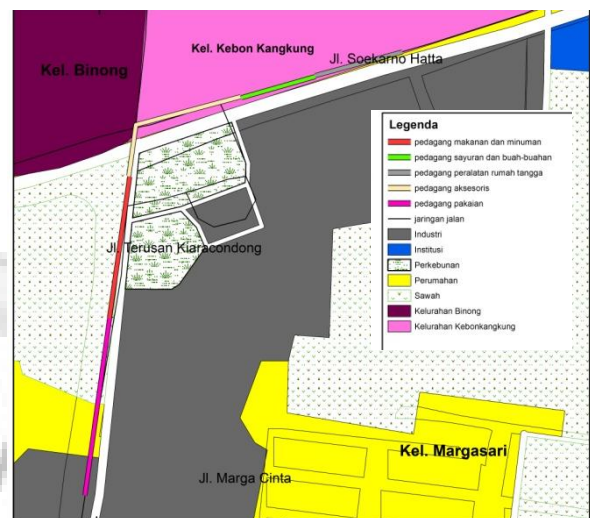 Kel. Kebon Kangkung
Jl. Soekarno Hatta
Kel. Binong
Legenda
pedagang makanan dan minuman
pedagang sayuran dan buah-buahan
pedagang peralatan rumah tangga
pedagang aksesoris
pedagang pakaian
jaringan jalan
Industri
Institusi
Perkebunan
Perumahan
Sawah
Kelurahan Binong
Kelurahan Kebonkangkung
Jl. Terusan Kiaracondong
Kel. Margasari
Jl. Marga Cinta